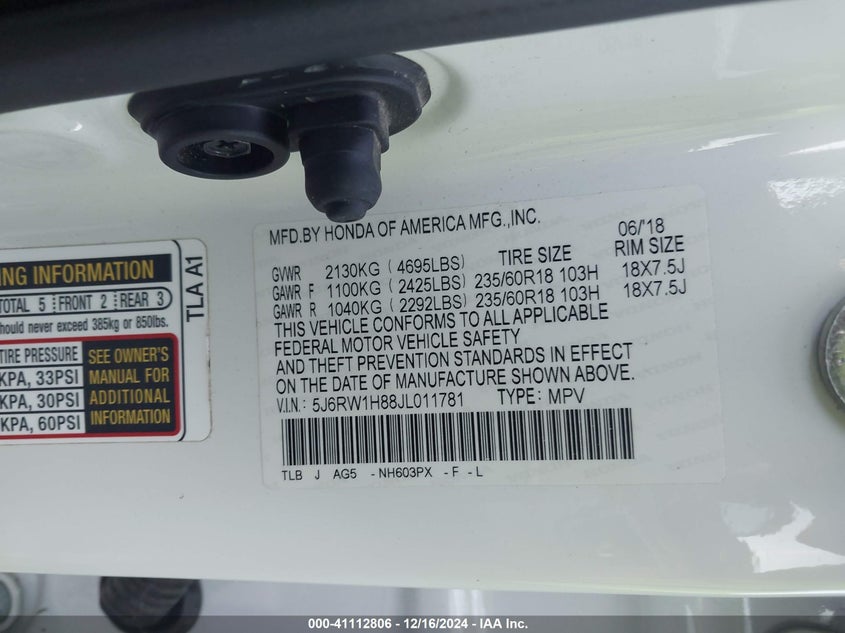 MFD.BY HONDA OF AMERICA MFG.,INC. 06/'18
TIRE SIZE RIM SIZE
GVWR 2130KG ( 4695LBS)
GAWR F 1100KG ( 2425LBS) 235/60R18 103H 18X7.5J
GAWR R 1040KG ( 2292LBS) 235/60R18 103H 18X7.5J
THIS VEHICLE CONFORMS TO ALL APPLICABLE
FEDERAL MOTOR VEHICLE SAFETY
AND THEFT PREVENTION STANDARDS IN EFFECT
ON THE DATE OF MANUFACTURE SHOWN ABOVE.
V.I.N: 5J6RW1H88JL011781 TYPE: MPV
TLB J AG5 -NH603PX -F -L
ING INFORMATION
TOTAL 5 FRONT 2 REAR 3
should never exceed 385kg or 850lbs.
TIRE PRESSURE
KPA, 33PSI
KPA, 30PSI
KPA, 60PSI
SEE OWNER'S
MANUAL FOR
ADDITIONAL
INFORMATION
TLA A1
000-41112806 - 12/16/2024 - IAA Inc.